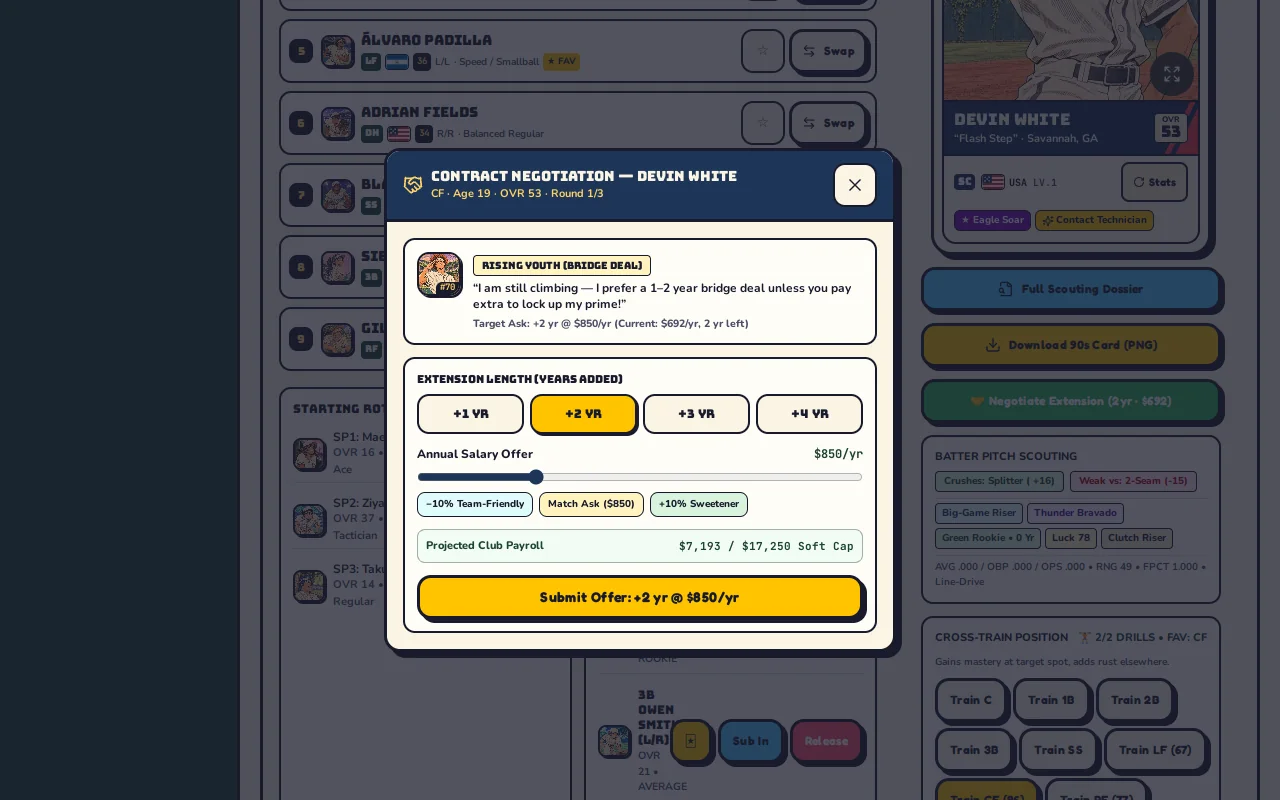 5
ÁLVARO PADILLA
LF 36 L/L · Speed / Smallball ★ FAV
☆ Swap
6
ADRIAN FIELDS
DH 34 R/R · Balanced Regular
☆ Swap
7
SS
8
3B
9
RF
STARTING
SP1:
OVR 16 •
Ace
SP2: Ziya
OVR 37 •
Tactician
SP3: Taku
OVR 14 •
Regular
CONTRACT NEGOTIATION — DEVIN WHITE
CF · Age 19 · OVR 53 · Round 1/3
#70
RISING YOUTH (BRIDGE DEAL)
“I am still climbing — I prefer a 1–2 year bridge deal unless you pay
extra to lock up my prime!”
Target Ask: +2 yr @ $850/yr (Current: $692/yr, 2 yr left)
EXTENSION LENGTH (YEARS ADDED)
+1 YR
+2 YR
+3 YR
+4 YR
Annual Salary Offer $850/yr
−10% Team-Friendly
Match Ask ($850)
+10% Sweetener
Projected Club Payroll $7,193 / $17,250 Soft Cap
Submit Offer: +2 yr @ $850/yr
ROOKIE
3B
OWEN
SMITH
(L/R)
OVR
21 •
AVERAGE
Sub In
Release
DEVIN WHITE
“Flash Step” · Savannah, GA
OVR
53
SC USA LV.1
Stats
★ Eagle Soar
Contact Technician
Full Scouting Dossier
Download 90s Card (PNG)
Negotiate Extension (2yr · $692)
BATTER PITCH SCOUTING
Crushes: Splitter ( +16)
Weak vs: 2-Seam (-15)
Big-Game Riser
Thunder Bravado
Green Rookie • 0 Yr
Luck 78
Clutch Riser
AVG .000 / OBP .000 / OPS .000 • RNG 49 • FPCT 1.000 •
Line-Drive
CROSS-TRAIN POSITION 2/2 DRILLS • FAV: CF
Gains mastery at target spot, adds rust elsewhere.
Train C
Train 1B
Train 2B
Train 3B
Train SS
Train LF (67)